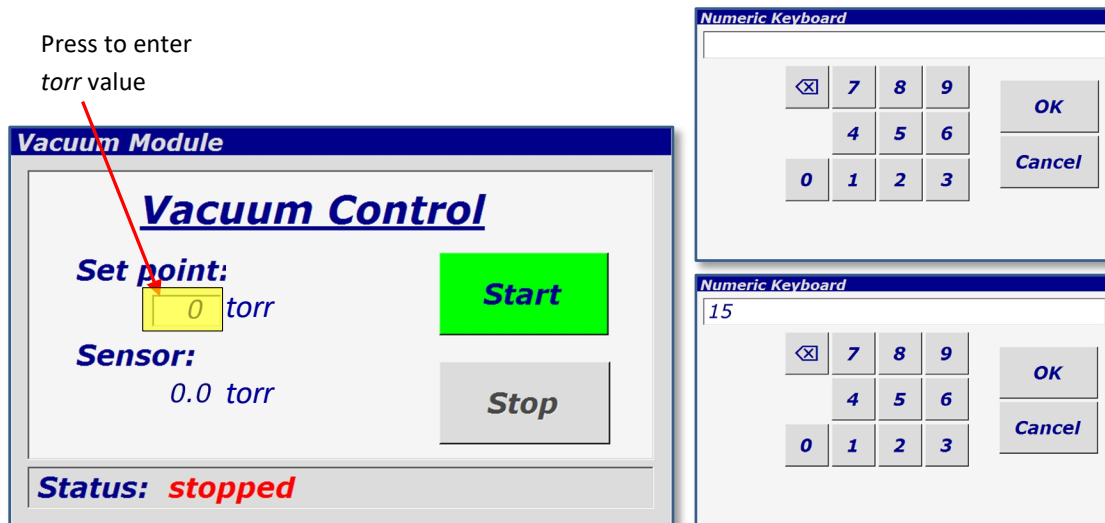 Press to enter
torr value
Vacuum Module
Vacuum Control
Set point:
0 torr
Start
Sensor:
0.0 torr
Stop
Status: stopped
Numeric Keyboard
⌫ 7 8 9
OK
4 5 6
Cancel
0 1 2 3
Numeric Keyboard
15
⌫ 7 8 9
OK
4 5 6
Cancel
0 1 2 3